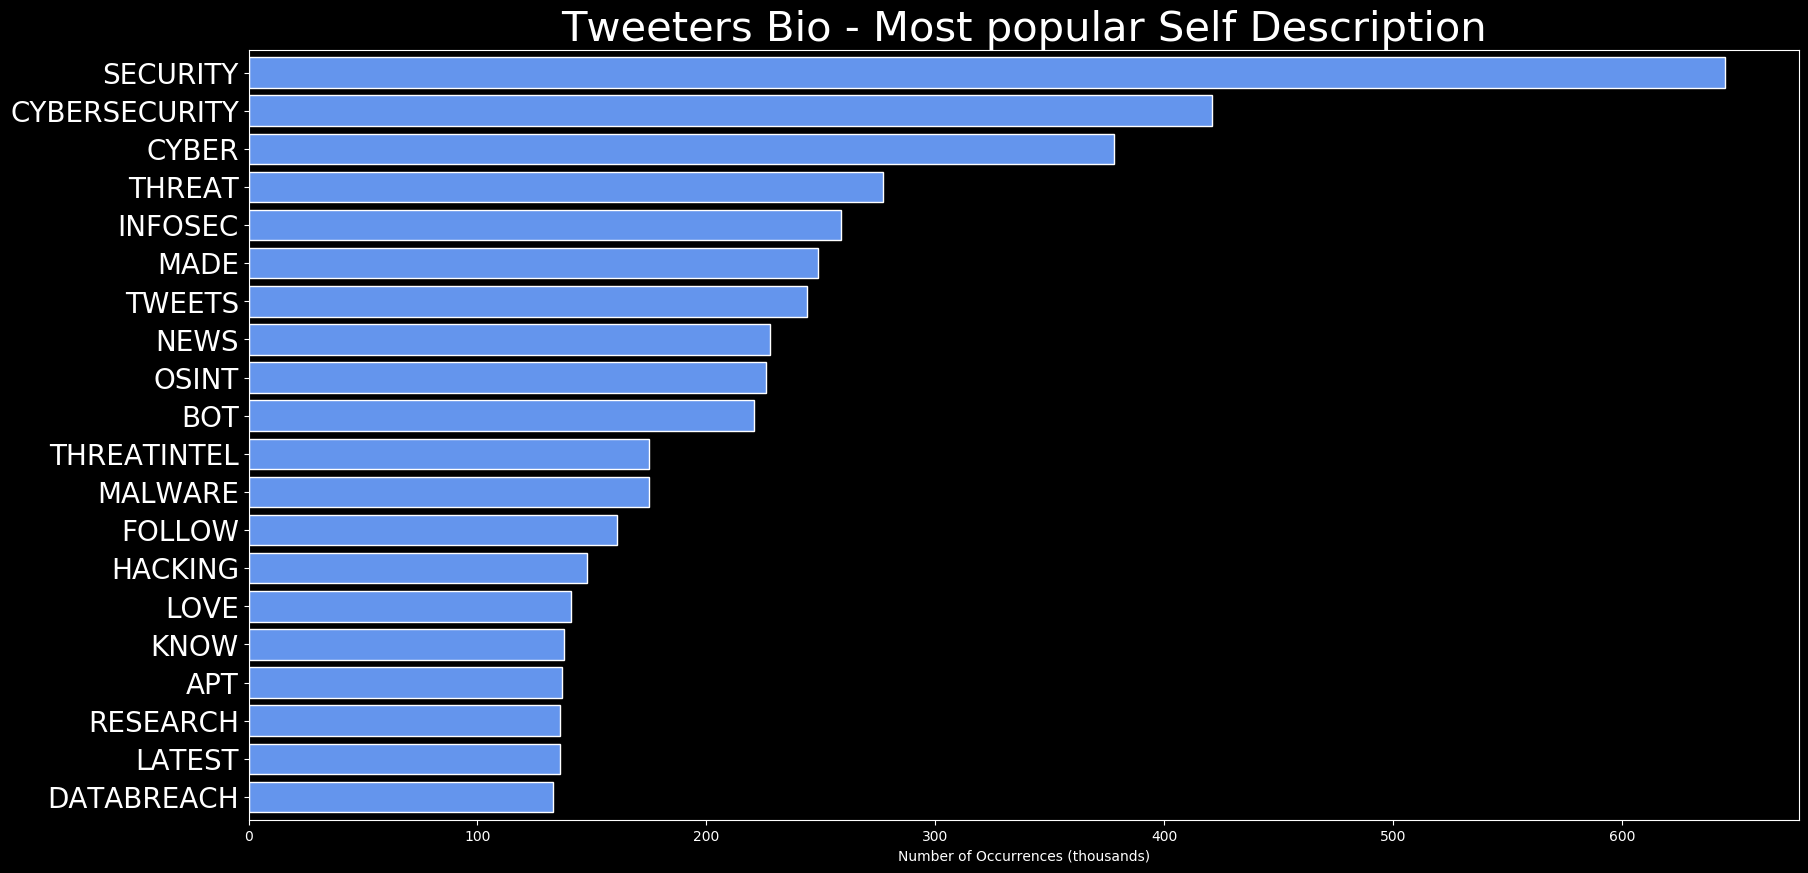 Tweeters Bio - Most popular Self Description
SECURITY
CYBERSECURITY
CYBER
THREAT
INFOSEC
MADE
TWEETS
NEWS
OSINT
BOT
THREATINTEL
MALWARE
FOLLOW
HACKING
LOVE
KNOW
APT
RESEARCH
LATEST
DATABREACH
0 100 200 300 400 500 600
Number of Occurrences (thousands)